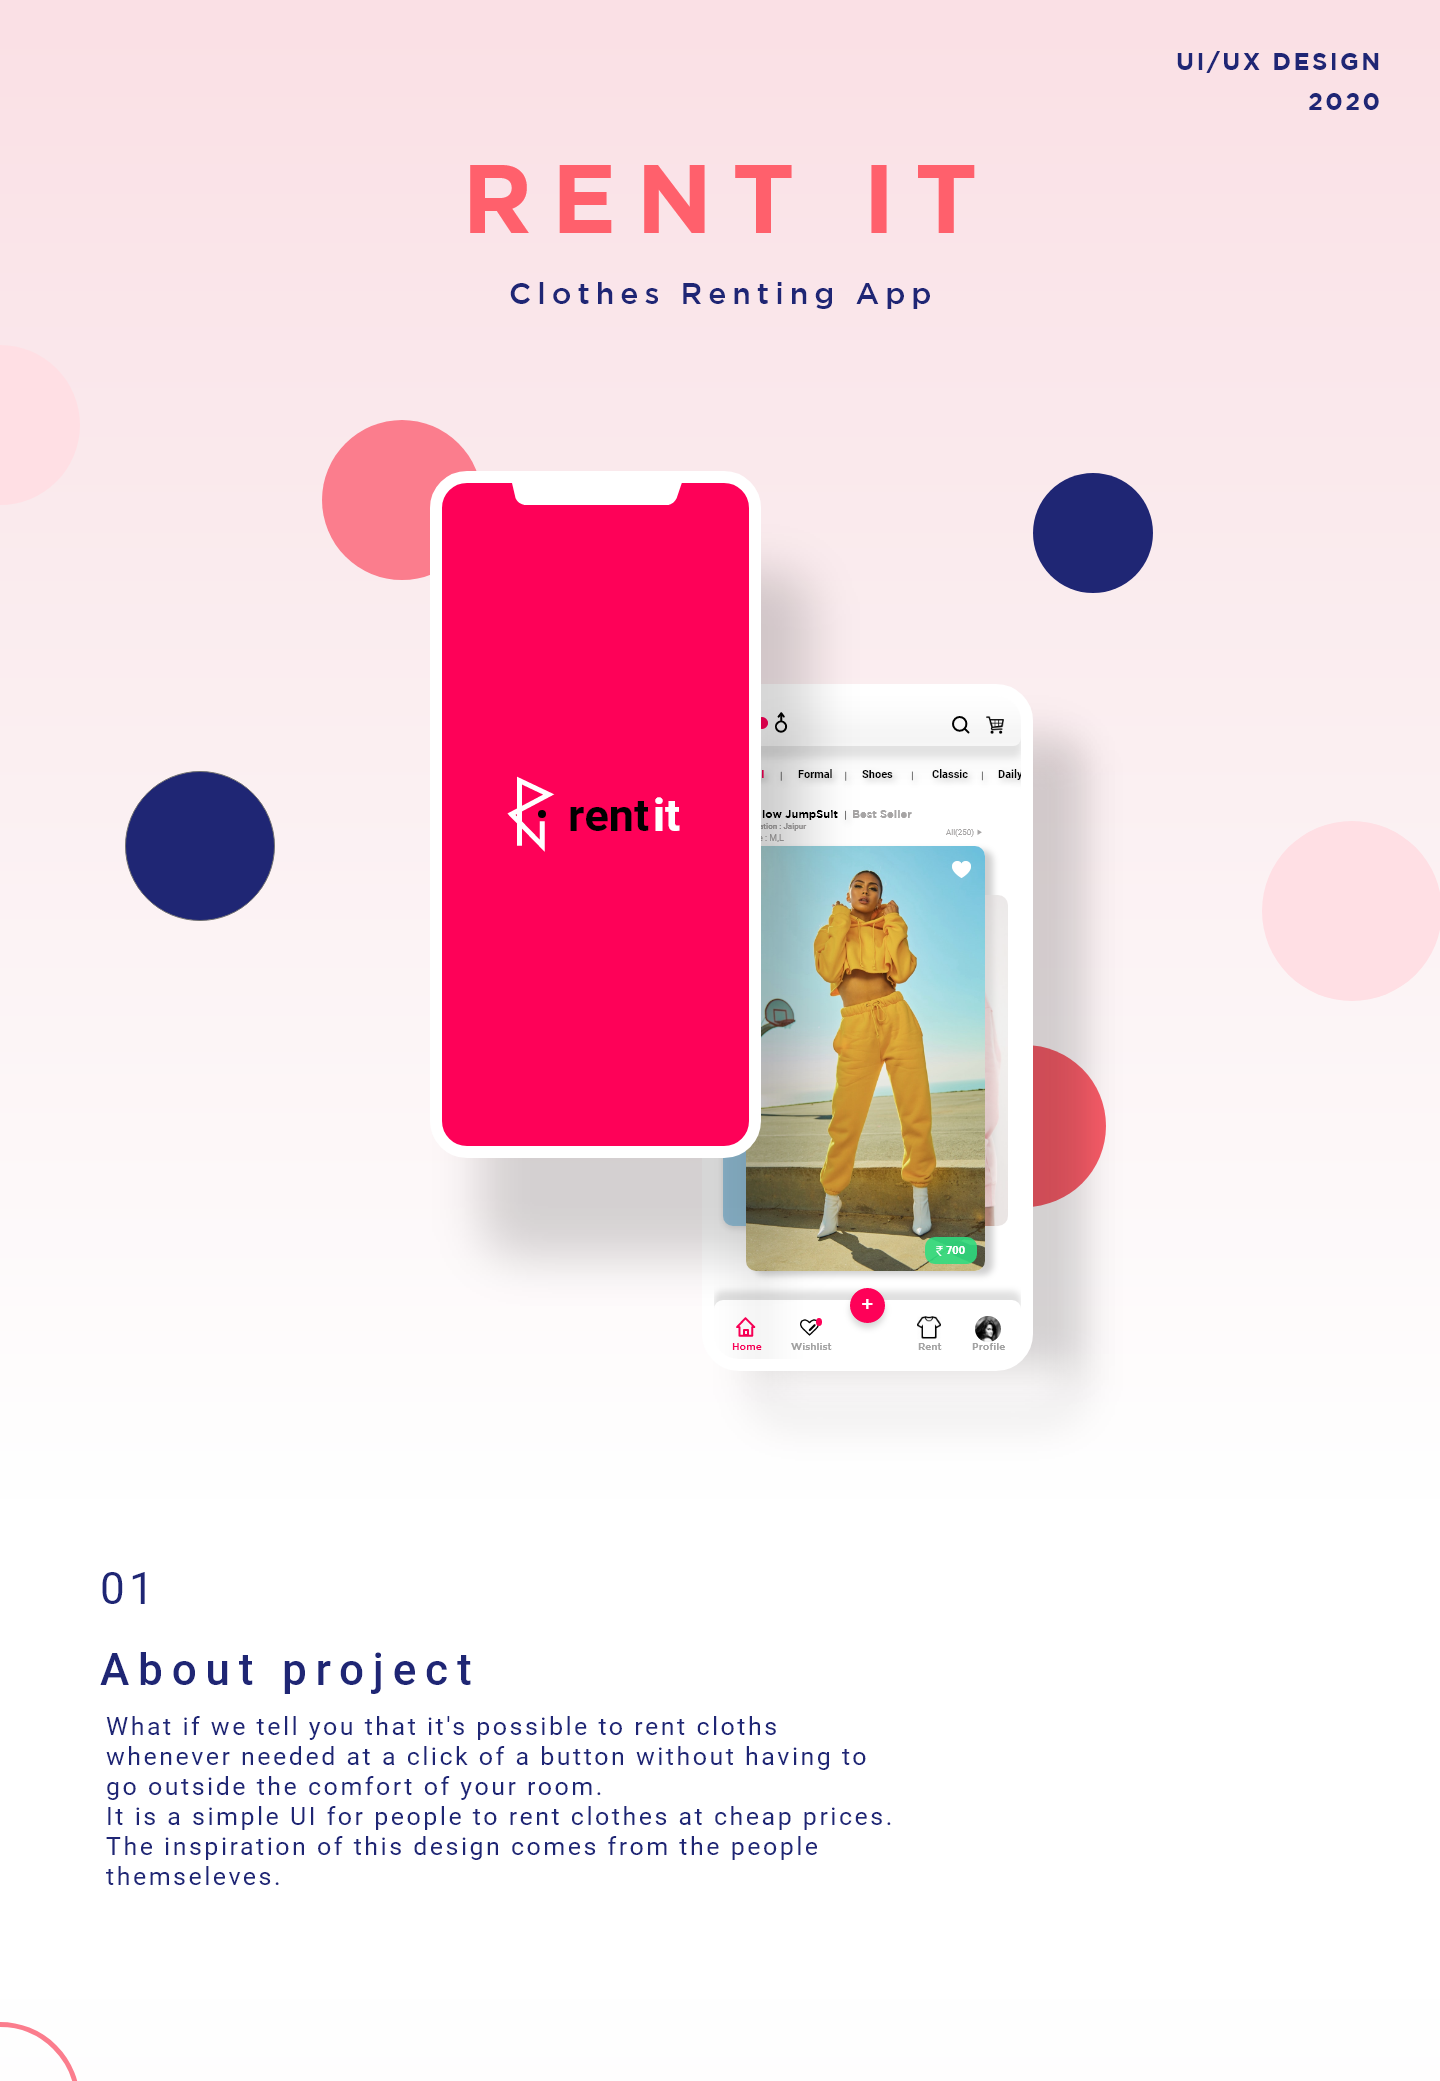 UI/UX DESIGN
2020
RENT IT
Clothes Renting App
rent it
| Formal | Shoes | Classic | Daily
low JumpSuit | Best Seller
ation : Jaipur
: M,L
All(250)
₹ 700
+
Home
Wishlist
Rent
Profile
01
About project
What if we tell you that it's possible to rent cloths
whenever needed at a click of a button without having to
go outside the comfort of your room.
It is a simple UI for people to rent clothes at cheap prices.
The inspiration of this design comes from the people
themseleves.